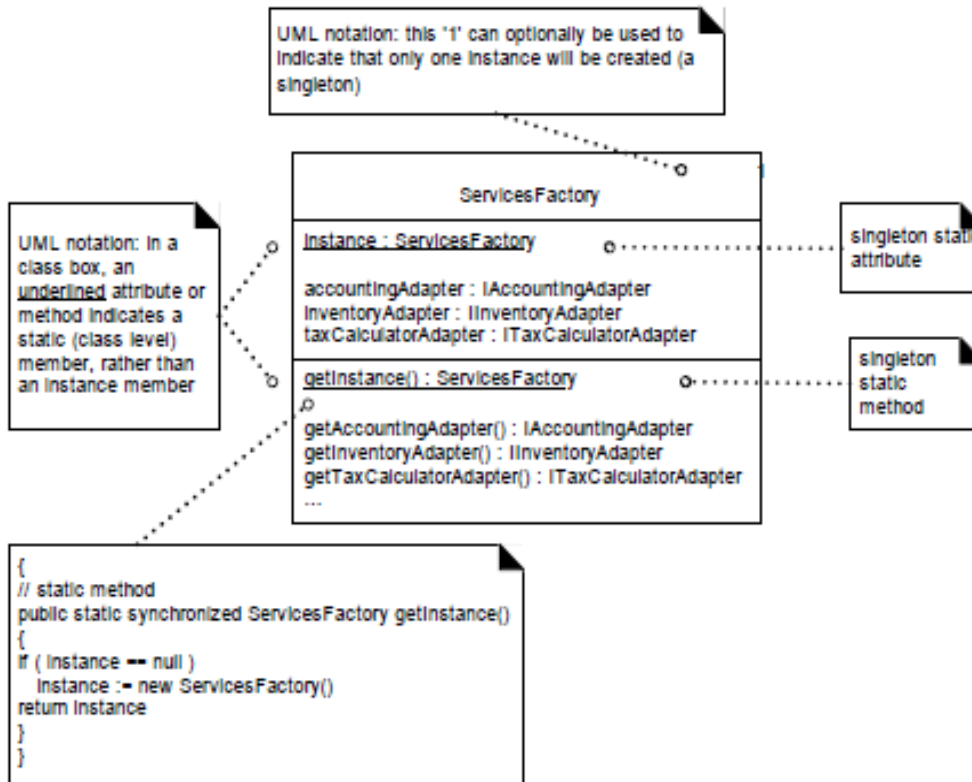 UML notation: this '1' can optionally be used to
indicate that only one instance will be created (a
singleton)
ServicesFactory
UML notation: in a
class box, an
underlined attribute or
method indicates a
static (class level)
member, rather than
an instance member
instance : ServicesFactory
accountingAdapter : IAccountingAdapter
inventoryAdapter : IInventoryAdapter
taxCalculatorAdapter : ITaxCalculatorAdapter
getInstance() : ServicesFactory
getAccountingAdapter() : IAccountingAdapter
getInventoryAdapter() : IInventoryAdapter
getTaxCalculatorAdapter() : ITaxCalculatorAdapter
...
singleton static
attribute
singleton
static
method
{
// static method
public static synchronized ServicesFactory getInstance()
{
if ( instance == null )
instance := new ServicesFactory()
return instance
}
}